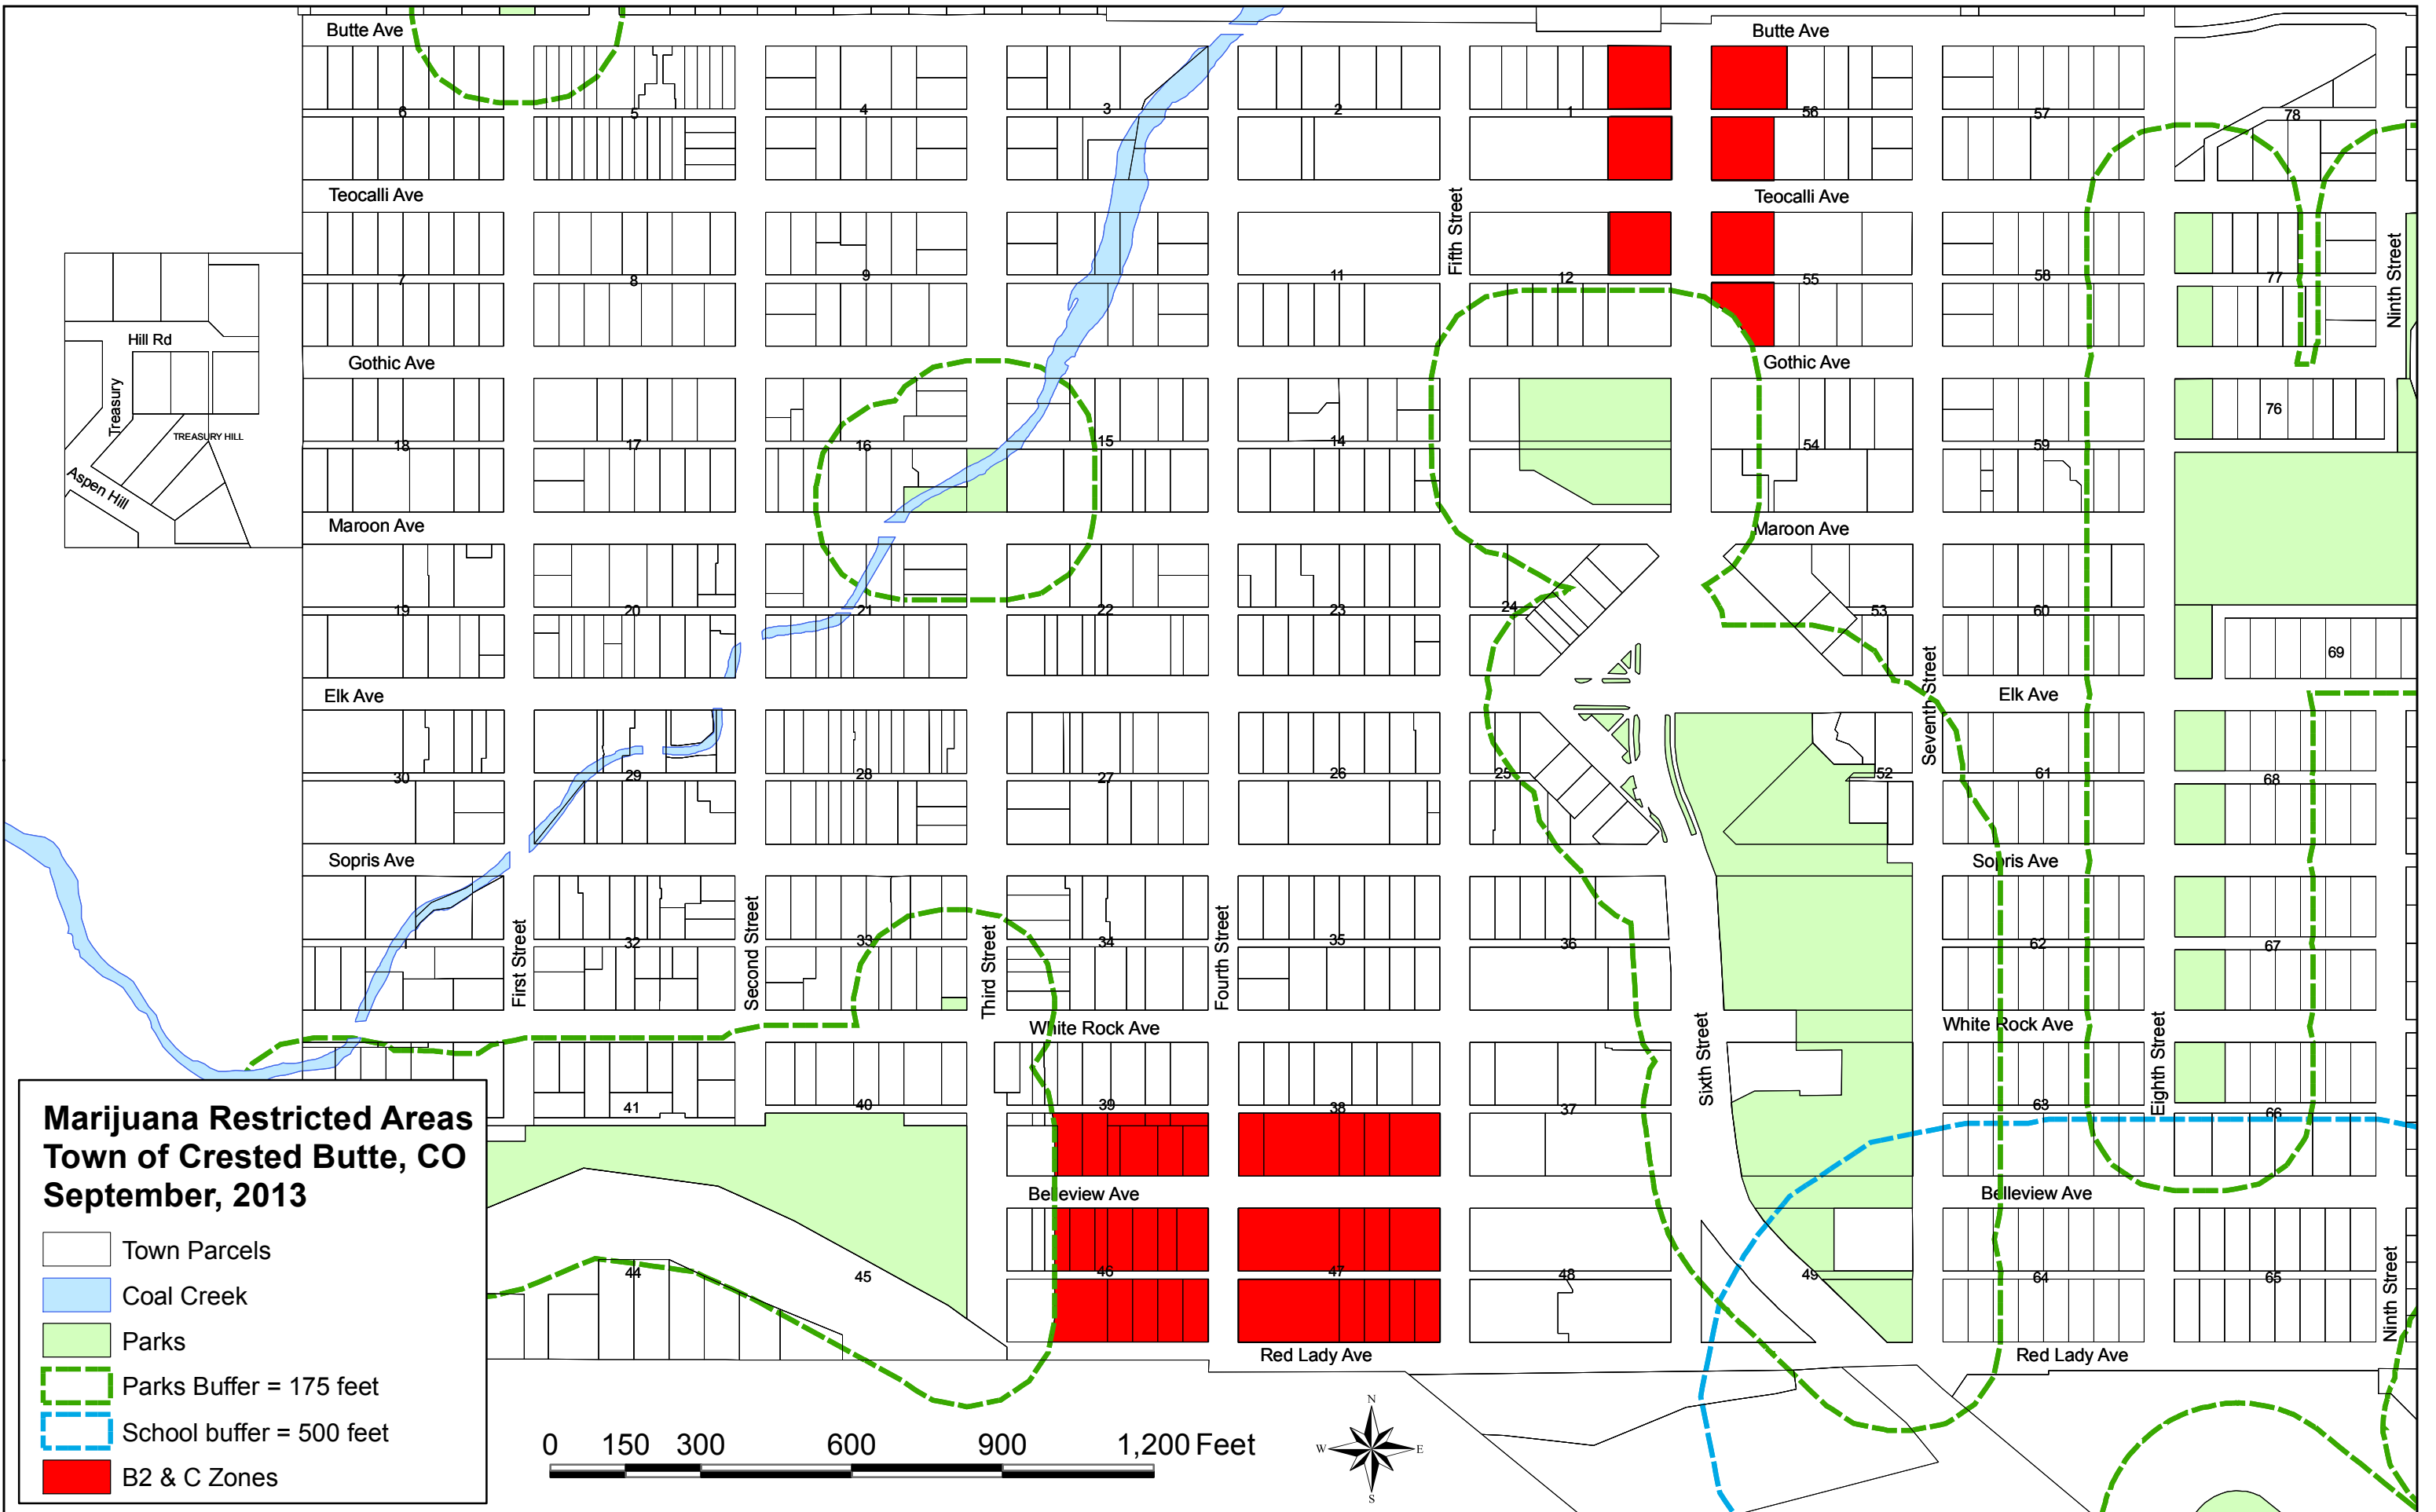 Butte Ave
Butte Ave
6
5
4
3
2
1
56
57
78
Teocalli Ave
Teocalli Ave
Fifth Street
Ninth Street
7
8
9
11
12
55
58
77
Hill Rd
Treasury
TREASURY HILL
Aspen Hill
Gothic Ave
Gothic Ave
76
18
17
16
15
14
54
59
Maroon Ave
Maroon Ave
19
20
21
22
23
24
53
60
69
Elk Ave
Seventh Street
Elk Ave
30
29
28
27
26
25
52
61
68
Sopris Ave
Sopris Ave
First Street
Second Street
Third Street
Fourth Street
1
32
33
34
35
36
62
67
White Rock Ave
White Rock Ave
Sixth Street
Eighth Street
41
40
39
38
37
63
66
Belleview Ave
Belleview Ave
44
45
46
47
48
49
64
65
Ninth Street
Red Lady Ave
Red Lady Ave
Marijuana Restricted Areas
Town of Crested Butte, CO
September, 2013
Town Parcels
Coal Creek
Parks
Parks Buffer = 175 feet
School buffer = 500 feet
B2 & C Zones
0 150 300 600 900 1,200 Feet
N
W E
S